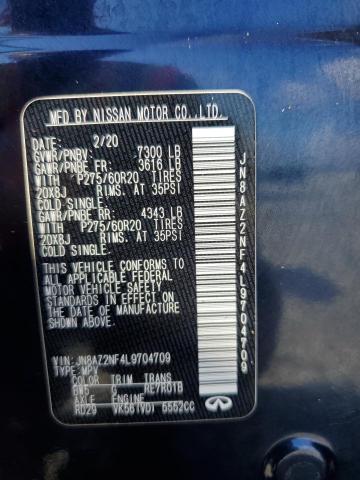 MFD BY NISSAN MOTOR CO., LTD.
DATE: 2/20
GVWR/PNBV: 7300 LB
GAWR/PNBE FR: 3616 LB
WITH P275/60R20 TIRES,
20X8J RIMS, AT 35PSI
COLD SINGLE.
GAWR/PNBE RR: 4343 LB
WITH P275/60R20 TIRES,
20X8J RIMS, AT 35PSI
COLD SINGLE.
THIS VEHICLE CONFORMS TO
ALL APPLICABLE FEDERAL
MOTOR VEHICLE SAFETY
STANDARDS IN EFFECT ON
THE DATE OF MANUFACTURE
SHOWN ABOVE.
VIN: JN8AZ2NF4L9704709
TYPE: MPV
COLOR TRIM TRANS
G RE7R01B
AXLE ENGINE
RD29 VK56(VD) 5552CC
JN8AZ2NF4L9704709
INFINITI